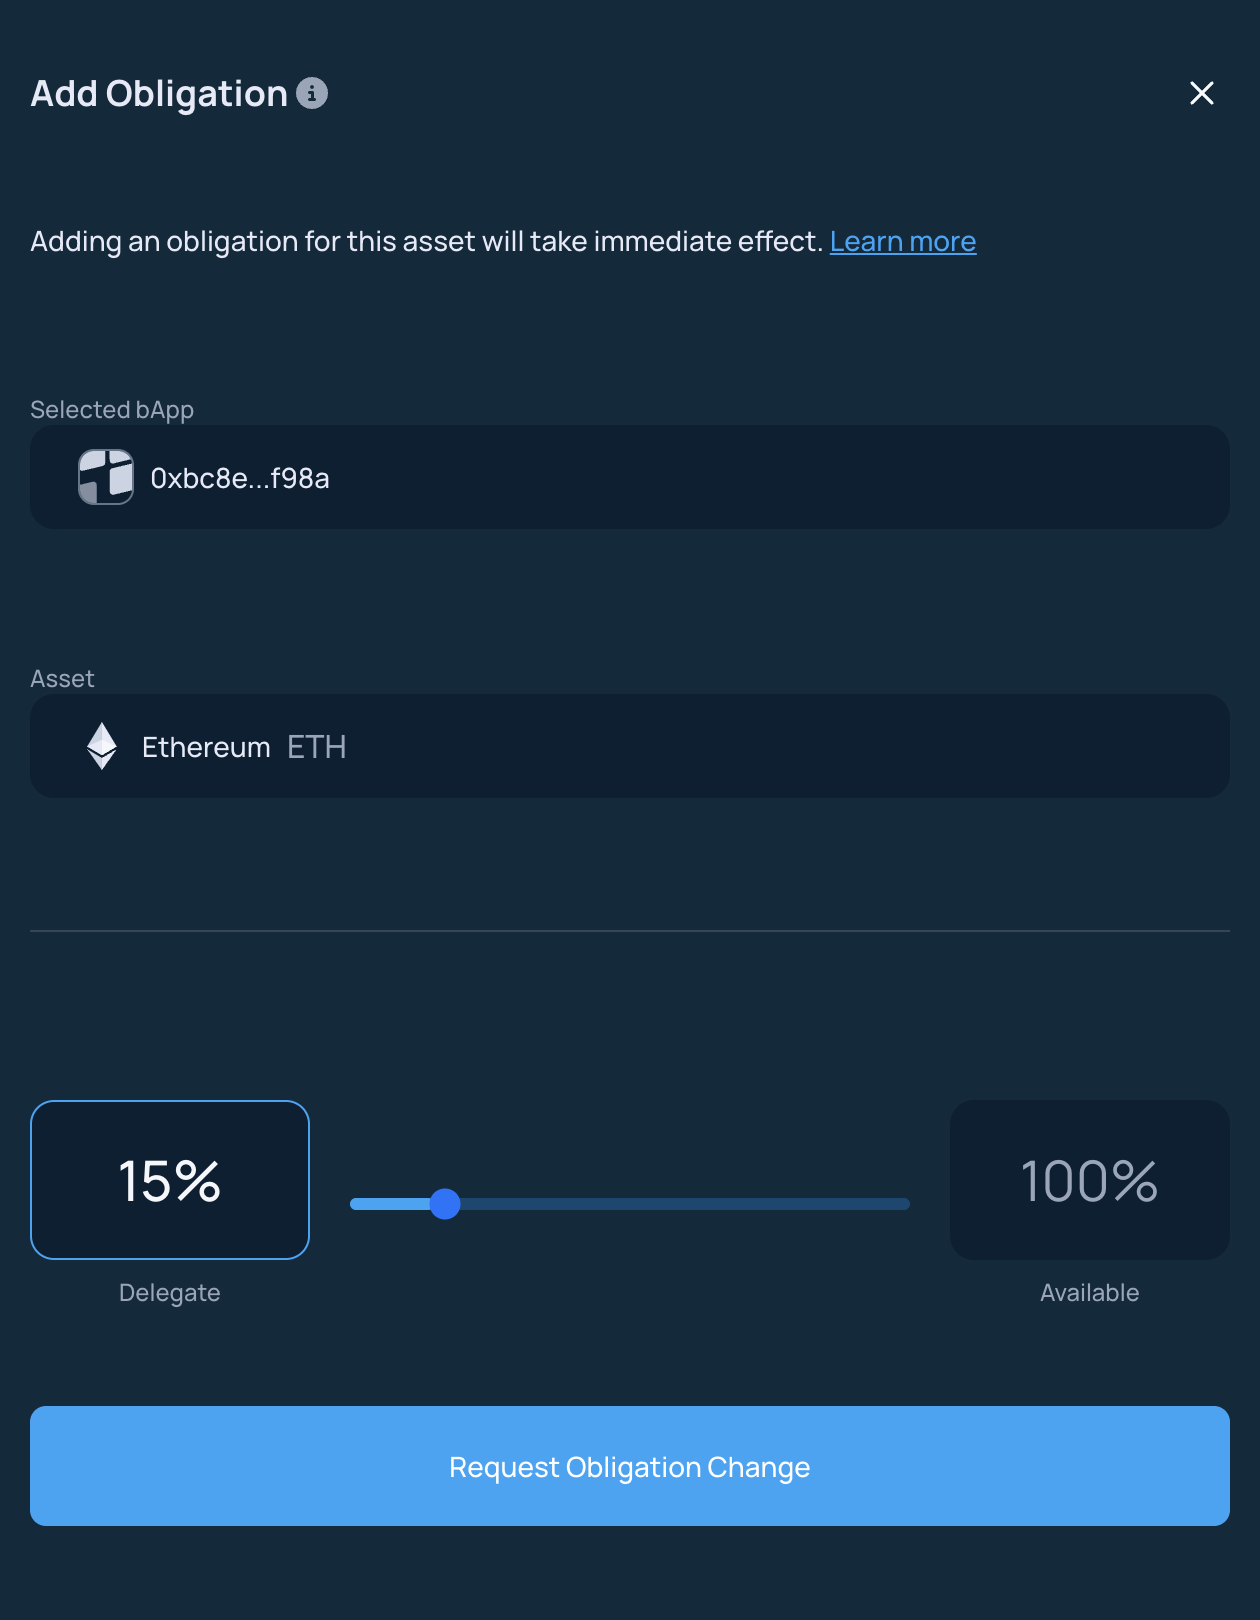 Add Obligation
Adding an obligation for this asset will take immediate effect. Learn more
Selected bApp
0xbc8e...f98a
Asset
Ethereum ETH
15%
100%
Delegate
Available
Request Obligation Change